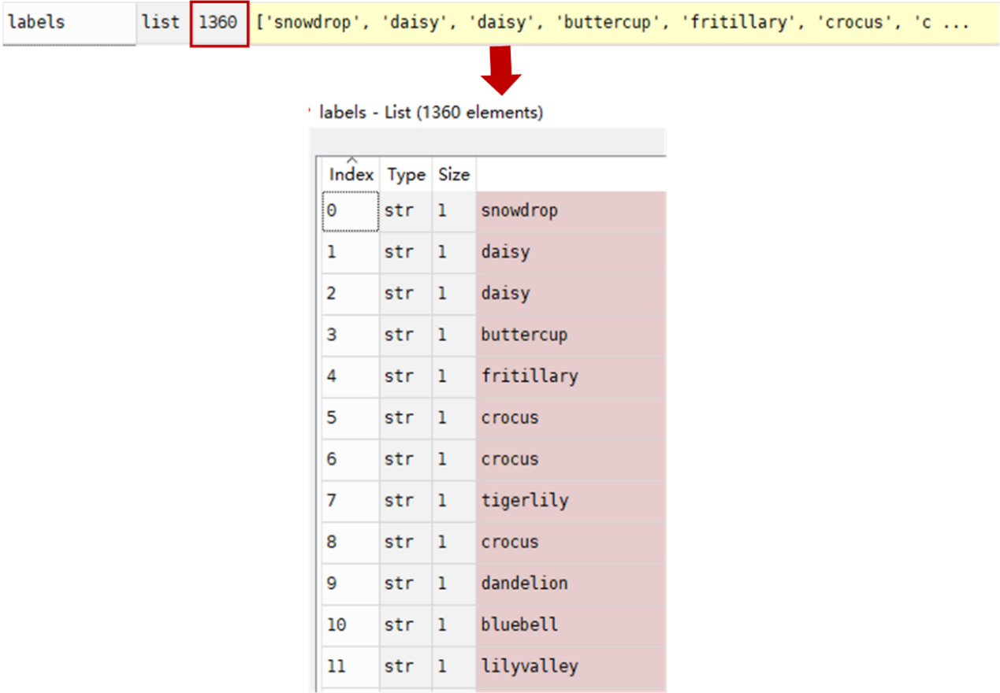 labels list 1360 ['snowdrop', 'daisy', 'daisy', 'buttercup', 'fritillary', 'crocus', 'c ...
labels - List (1360 elements)
Index Type Size
0 str 1 snowdrop
1 str 1 daisy
2 str 1 daisy
3 str 1 buttercup
4 str 1 fritillary
5 str 1 crocus
6 str 1 crocus
7 str 1 tigerlily
8 str 1 crocus
9 str 1 dandelion
10 str 1 bluebell
11 str 1 lilyvalley